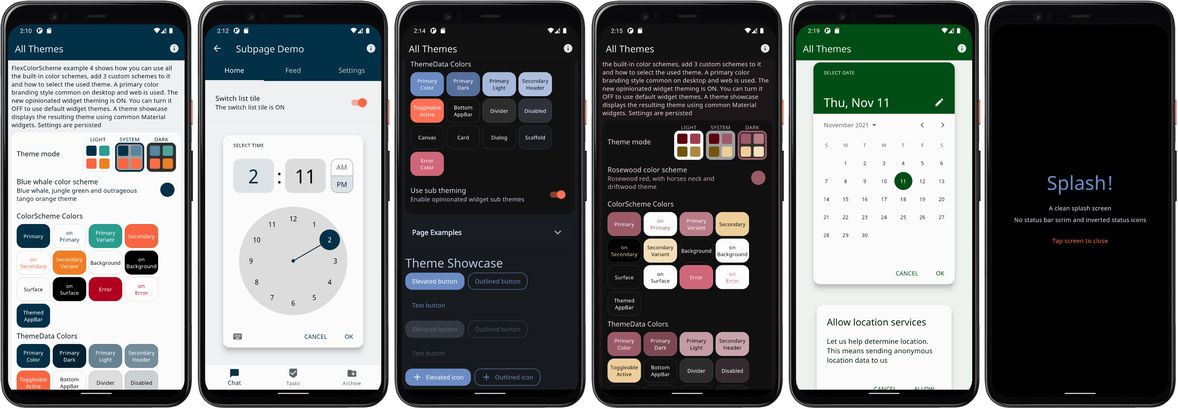 2:10
All Themes
FlexColorScheme example 4 shows how you can use all
the built-in color schemes, add 3 custom schemes to it
and how to select the used theme. A primary color
branding style common on desktop and web is used. The
new opinionated widget theming is ON. You can turn it
OFF to use default widget themes. A theme showcase
displays the resulting theme using common Material
widgets. Settings are persisted
LIGHT SYSTEM DARK
Theme mode
Blue whale color scheme
Blue whale, jungle green and outrageous
tango orange theme
ColorScheme Colors
Primary
on Primary
Primary Variant
Secondary
on Secondary
Secondary Variant
Background
on Background
Surface
on Surface
Error
on Error
Themed AppBar
ThemeData Colors
Primary Color
Primary Dark
Primary Light
Secondary Header
Toggleable Active
Bottom AppBar
Divider
Disabled
2:12
Subpage Demo
Home Feed Settings
Switch list tile
The switch list tile is ON
SELECT TIME
2 : 11
AM
PM
12
1
2
3
4
5
6
7
8
9
10
11
CANCEL OK
Chat Tasks Archive
2:14
All Themes
ThemeData Colors
Primary Color
Primary Dark
Primary Light
Secondary Header
Toggleable Active
Bottom AppBar
Divider
Disabled
Canvas
Card
Dialog
Scaffold
Error Color
Use sub theming
Enable opinionated widget sub themes
Page Examples
Theme Showcase
Elevated button Outlined button
Text button
Elevated button Outlined button
Text button
Elevated icon Outlined icon
2:15
All Themes
the built-in color schemes, add 3 custom schemes to it
and how to select the used theme. A primary color
branding style common on desktop and web is used. The
new opinionated widget theming is ON. You can turn it
OFF to use default widget themes. A theme showcase
displays the resulting theme using common Material
widgets. Settings are persisted
LIGHT SYSTEM DARK
Theme mode
Rosewood color scheme
Rosewood red, with horses neck and
driftwood theme
ColorScheme Colors
Primary
on Primary
Primary Variant
Secondary
on Secondary
Secondary Variant
Background
on Background
Surface
on Surface
Error
on Error
Themed AppBar
ThemeData Colors
Primary Color
Primary Dark
Primary Light
Secondary Header
Toggleable Active
Bottom AppBar
Divider
Disabled
2:19
All Themes
SELECT DATE
Thu, Nov 11
November 2021
S M T W T F S
1 2 3 4 5 6
7 8 9 10 11 12 13
14 15 16 17 18 19 20
21 22 23 24 25 26 27
28 29 30
CANCEL OK
Allow location services
Let us help determine location.
This means sending anonymous
location data to us
CANCEL ALLOW
Splash!
A clean splash screen
No status bar scrim and inverted status icons
Tap screen to close